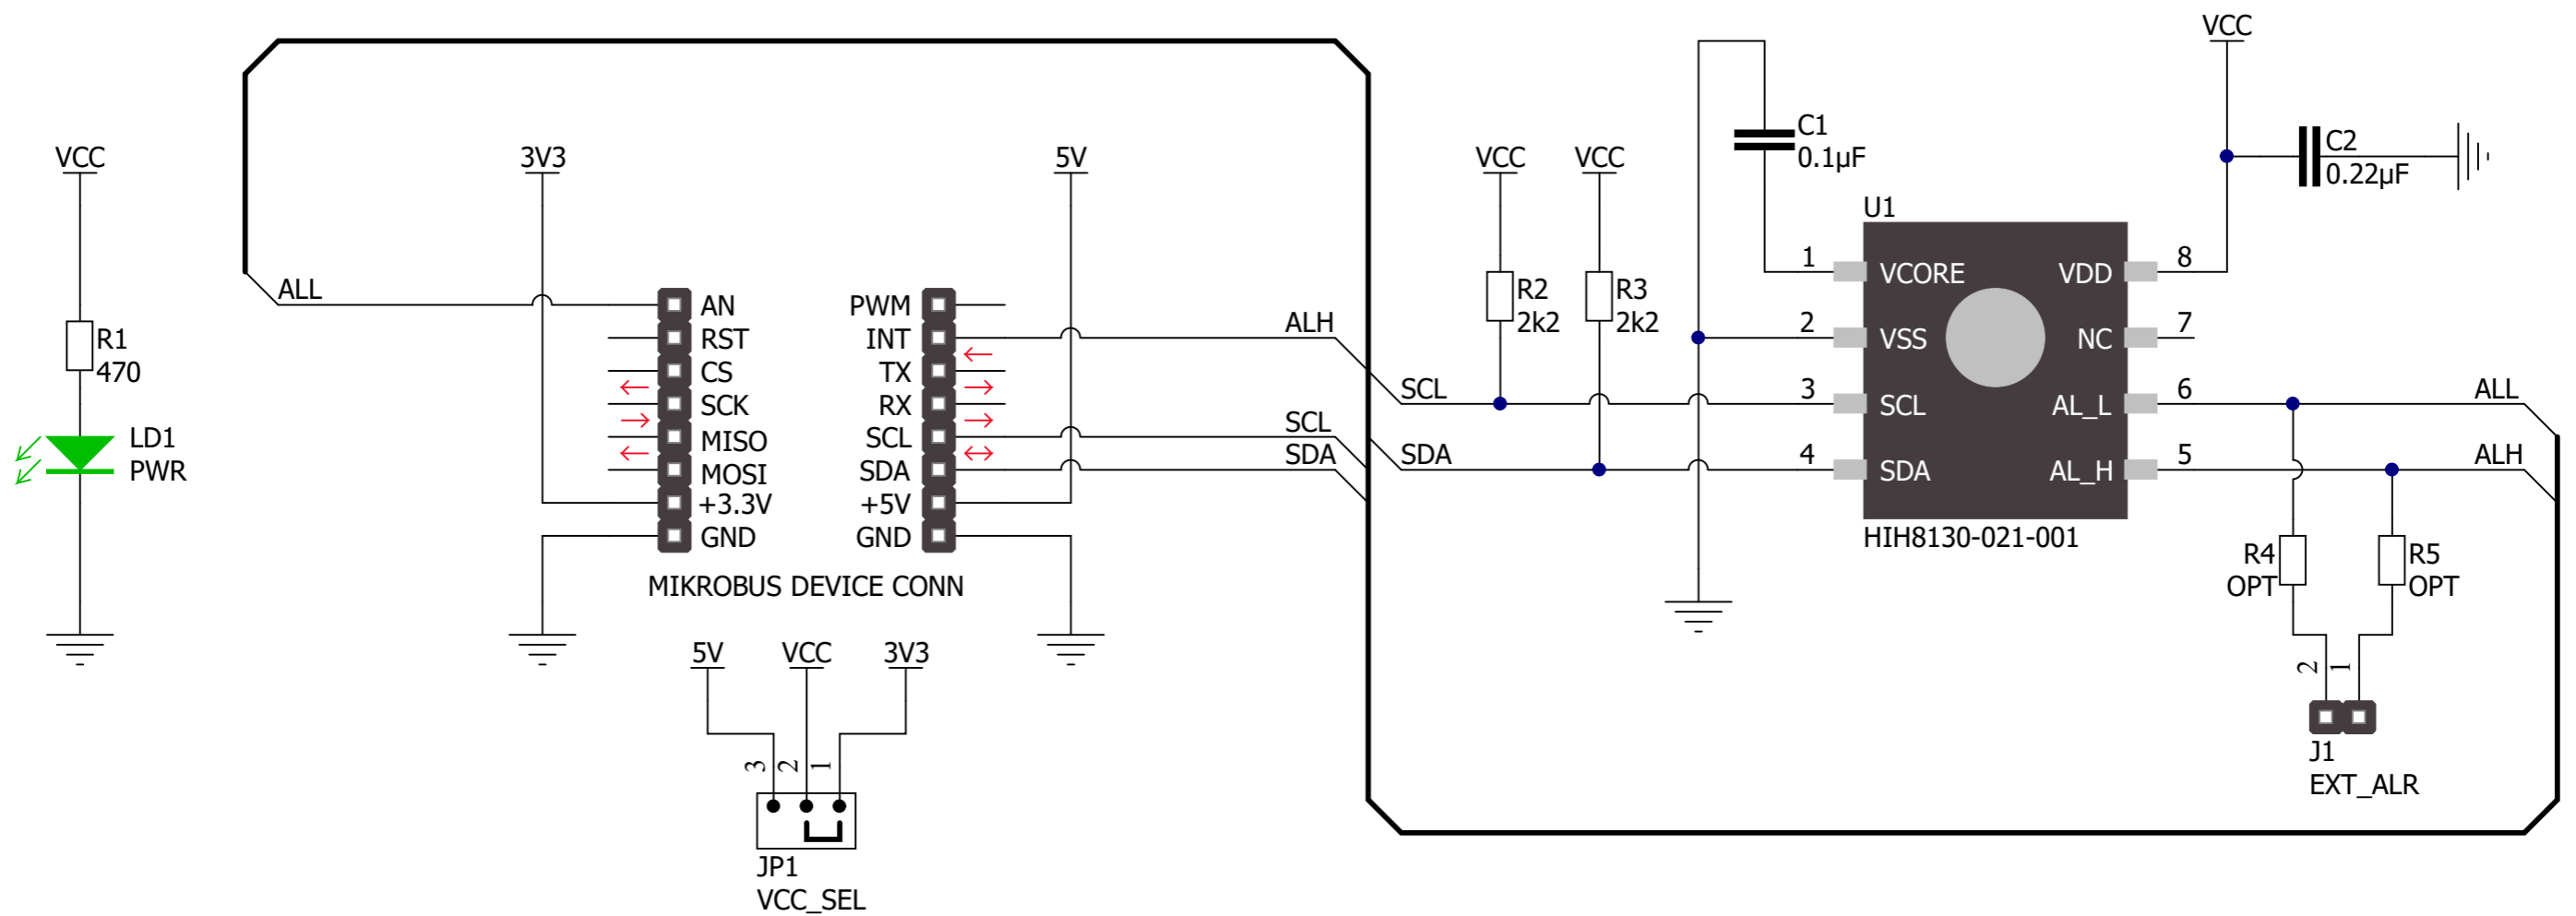 VCC
R1
470
LD1
PWR
3V3
5V
ALL
AN
RST
CS
SCK
MISO
MOSI
+3.3V
GND
PWM
INT
TX
RX
SCL
SDA
+5V
GND
MIKROBUS DEVICE CONN
ALH
SCL
SDA
5V
VCC
3V3
3
2
1
JP1
VCC_SEL
SCL
SDA
VCC
R2
2k2
VCC
R3
2k2
C1
0.1µF
VCC
C2
0.22µF
U1
1
2
3
4
VCORE
VSS
SCL
SDA
VDD
NC
AL_L
AL_H
8
7
6
5
HIH8130-021-001
ALL
ALH
R4
OPT
R5
OPT
2
1
J1
EXT_ALR